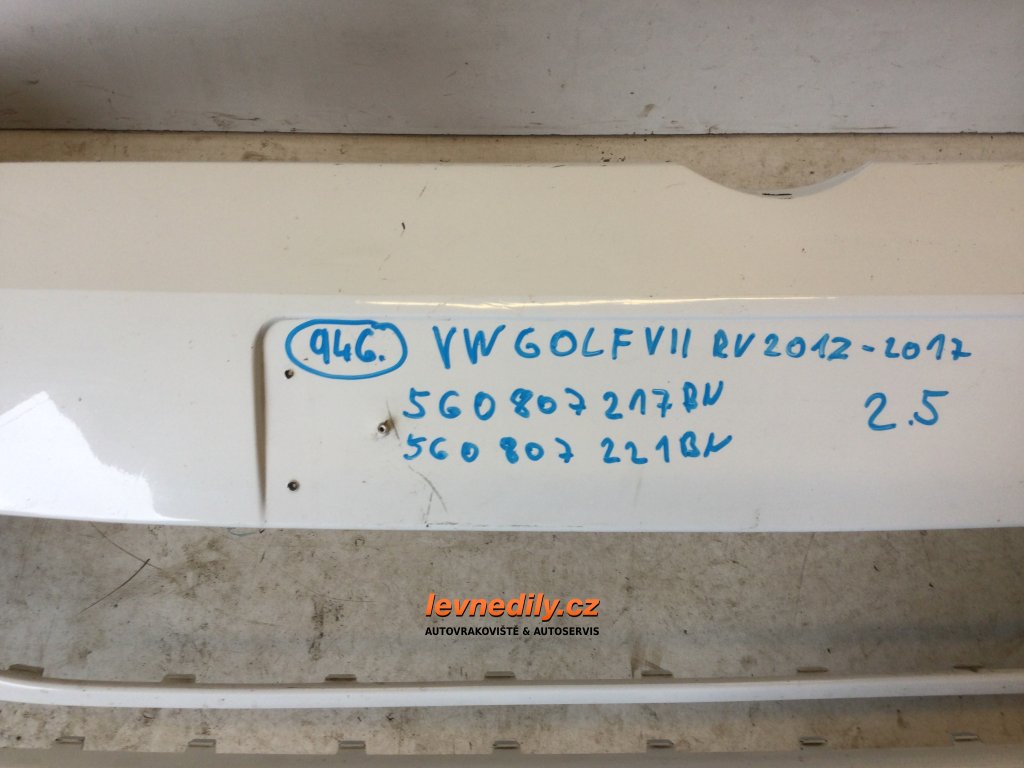 946. VW GOLF VII RV 2012-2017
5G0 807 217 BN
2.5
5G0 807 221 BN
levnedily.cz
AUTOVRAKOVIŠTĚ & AUTOSERVIS